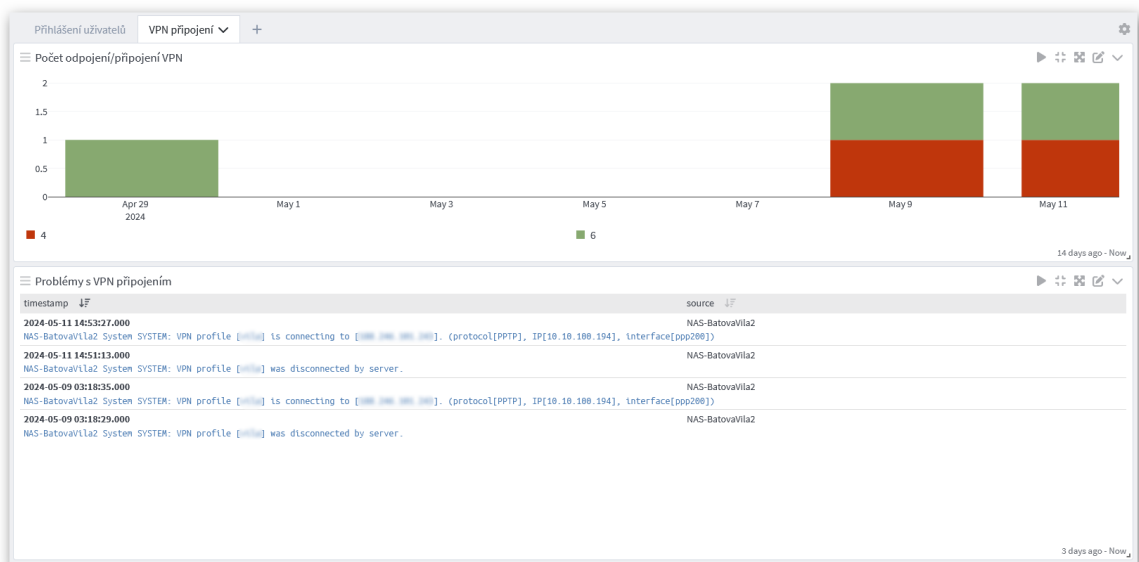 Přihlášení uživatelů VPN připojení +
Počet odpojení/připojení VPN
2
1.5
1
0.5
0
Apr 29 May 1 May 3 May 5 May 7 May 9 May 11
2024
4 6
14 days ago - Now
Problémy s VPN připojením
timestamp source
2024-05-11 14:53:27.000 NAS-BatovaVila2
NAS-BatovaVila2 System SYSTEM: VPN profile [] is connecting to []. (protocol[PPTP], IP[10.10.100.194], interface[ppp200])
2024-05-11 14:51:13.000 NAS-BatovaVila2
NAS-BatovaVila2 System SYSTEM: VPN profile [] was disconnected by server.
2024-05-09 03:18:35.000 NAS-BatovaVila2
NAS-BatovaVila2 System SYSTEM: VPN profile [] is connecting to []. (protocol[PPTP], IP[10.10.100.194], interface[ppp200])
2024-05-09 03:18:29.000 NAS-BatovaVila2
NAS-BatovaVila2 System SYSTEM: VPN profile [] was disconnected by server.
3 days ago - Now